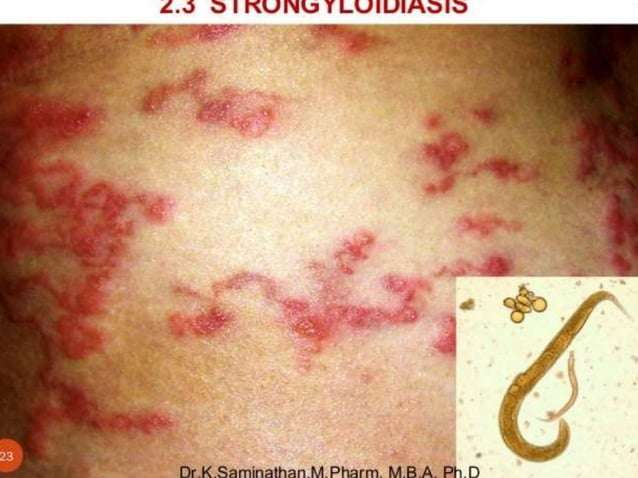 2.3 STRONGYLOIDIASIS
23
Dr.K.Saminathan.M.Pharm, M.B.A, Ph.D